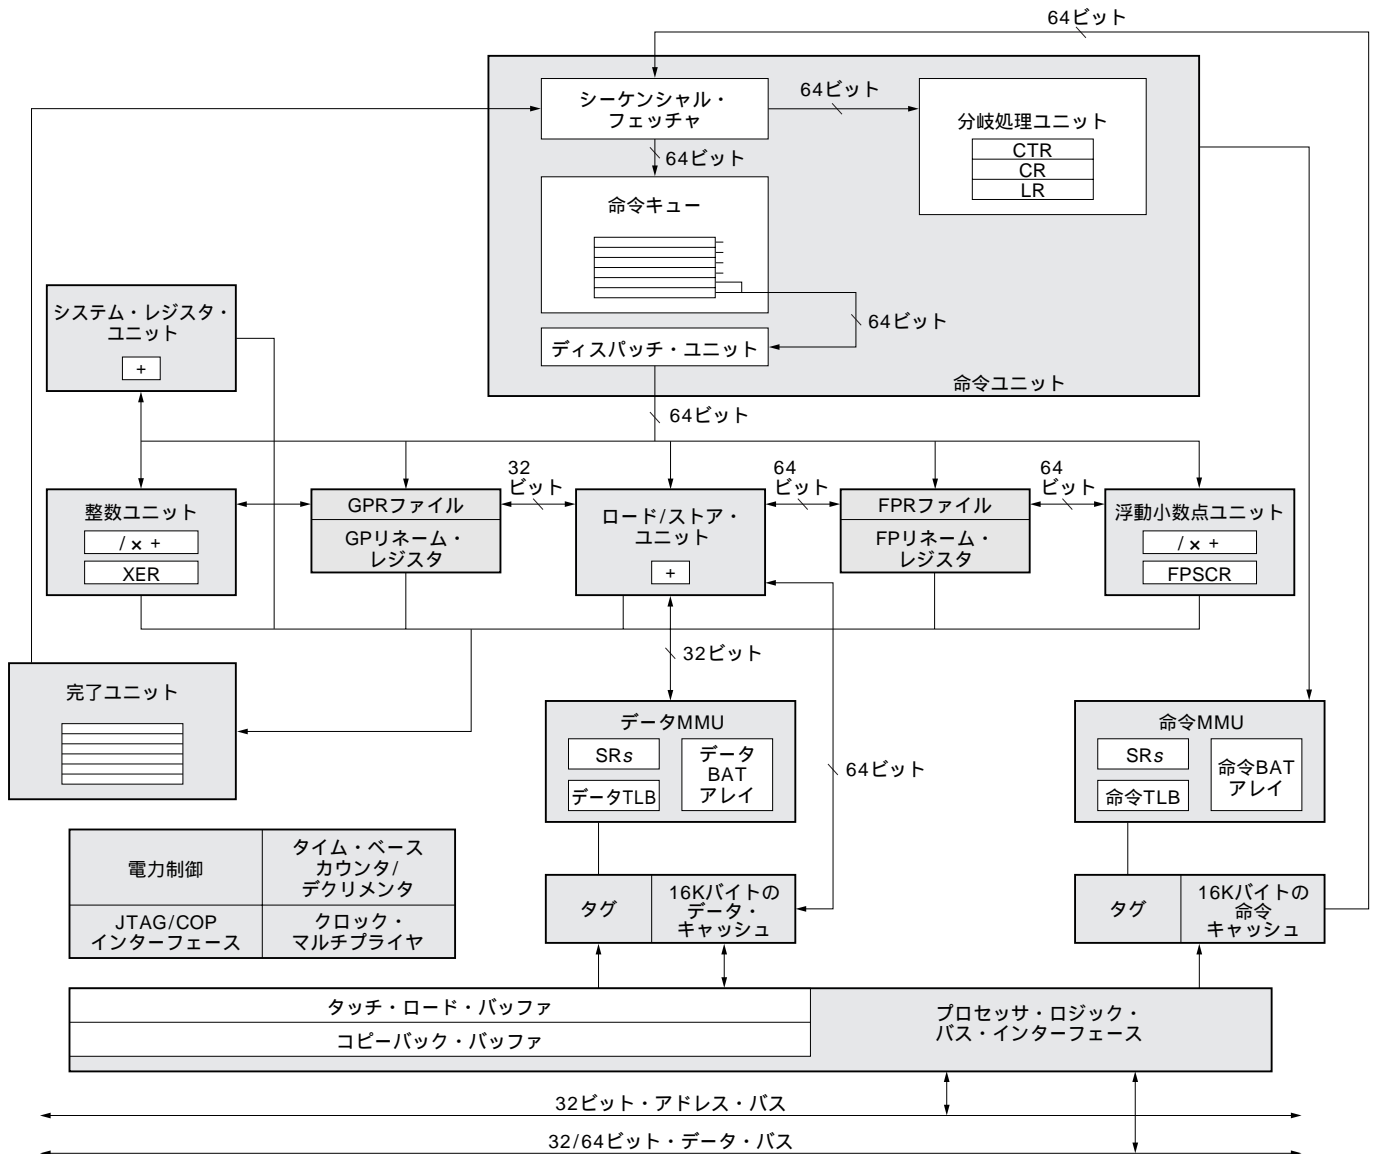 64ビット
シーケンシャル・
フェッチャ
64ビット
分岐処理ユニット
CTR
CR
LR
64ビット
命令キュー
64ビット
ディスパッチ・ユニット
命令ユニット
システム・レジスタ・
ユニット
+
64ビット
整数ユニット
/ × +
XER
GPRファイル
GPリネーム・
レジスタ
32
ビット
ロード/ストア・
ユニット
+
64
ビット
FPRファイル
FPリネーム・
レジスタ
64
ビット
浮動小数点ユニット
/ × +
FPSCR
32ビット
完了ユニット
データMMU
SRs
データTLB
データ
BAT
アレイ
64ビット
命令MMU
SRs
命令TLB
命令BAT
アレイ
電力制御
タイム・ベース
カウンタ/
デクリメンタ
JTAG/COP
インターフェース
クロック・
マルチプライヤ
タグ
16Kバイトの
データ・
キャッシュ
タグ
16Kバイトの
命令
キャッシュ
タッチ・ロード・バッファ
コピーバック・バッファ
プロセッサ・ロジック・
バス・インターフェース
32ビット・アドレス・バス
32/64ビット・データ・バス